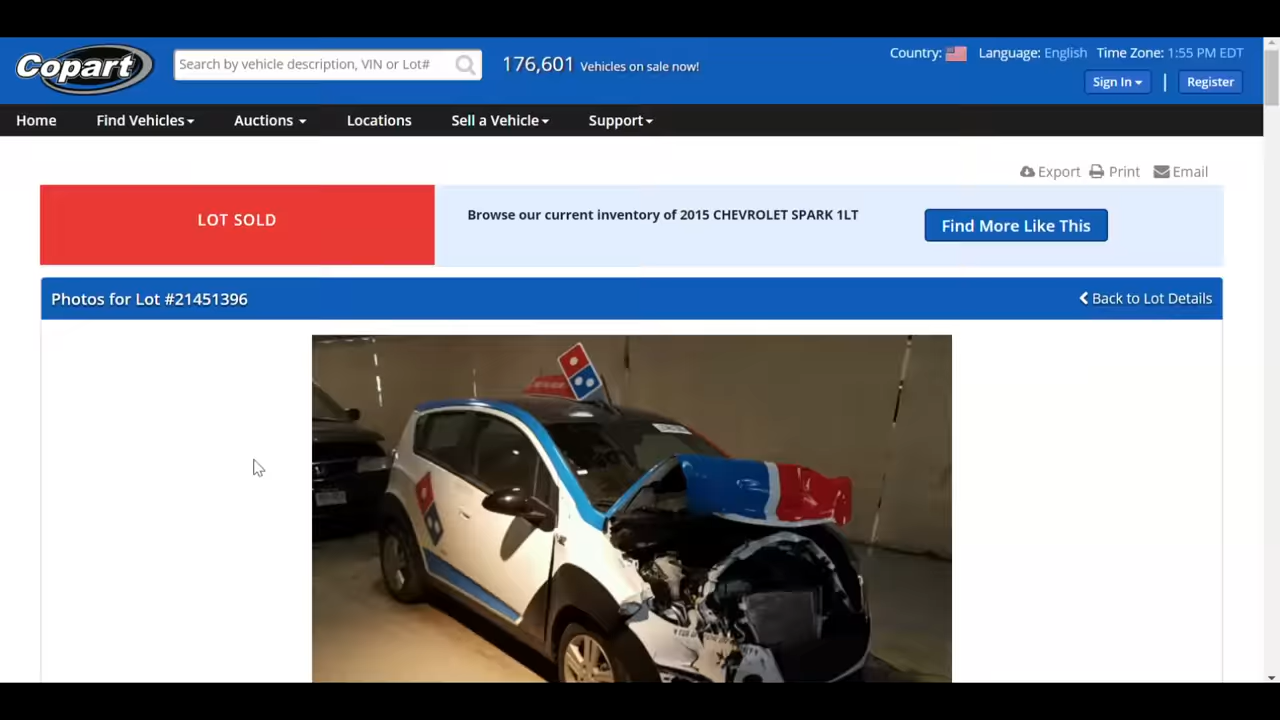 Copart
Search by vehicle description, VIN or Lot#
176,601 Vehicles on sale now!
Country:
Language: English
Time Zone: 1:55 PM EDT
Sign In
Register
Home
Find Vehicles
Auctions
Locations
Sell a Vehicle
Support
Export
Print
Email
LOT SOLD
Browse our current inventory of 2015 CHEVROLET SPARK 1LT
Find More Like This
Photos for Lot #21451396
Back to Lot Details